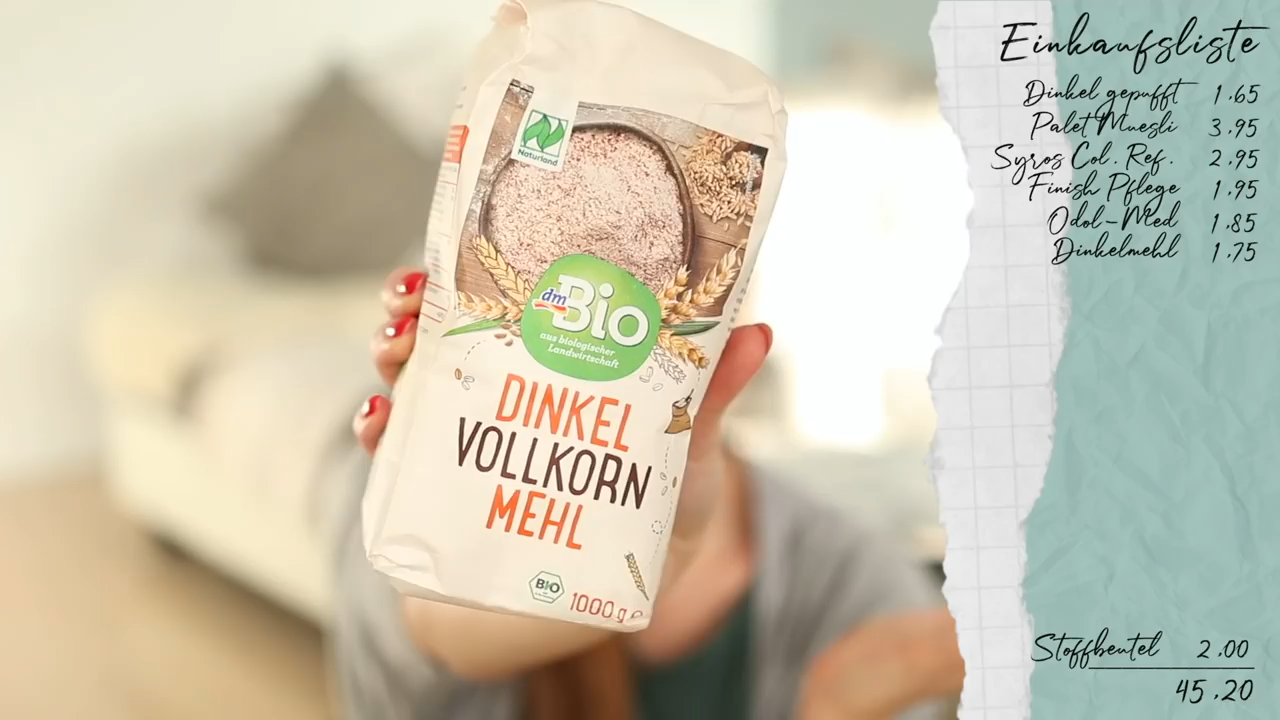 Naturland
dm Bio
aus biologischer
Landwirtschaft
DINKEL
VOLLKORN
MEHL
BIO
1000 g e
Einkaufsliste
Dinkel gepufft 1.65
Palet Muesli 3.95
Syros Col. Ref. 2.95
Finish Pflege 1.95
Odol-Med 1.85
Dinkelmehl 1.75
Stoffbeutel 2.00
45.20